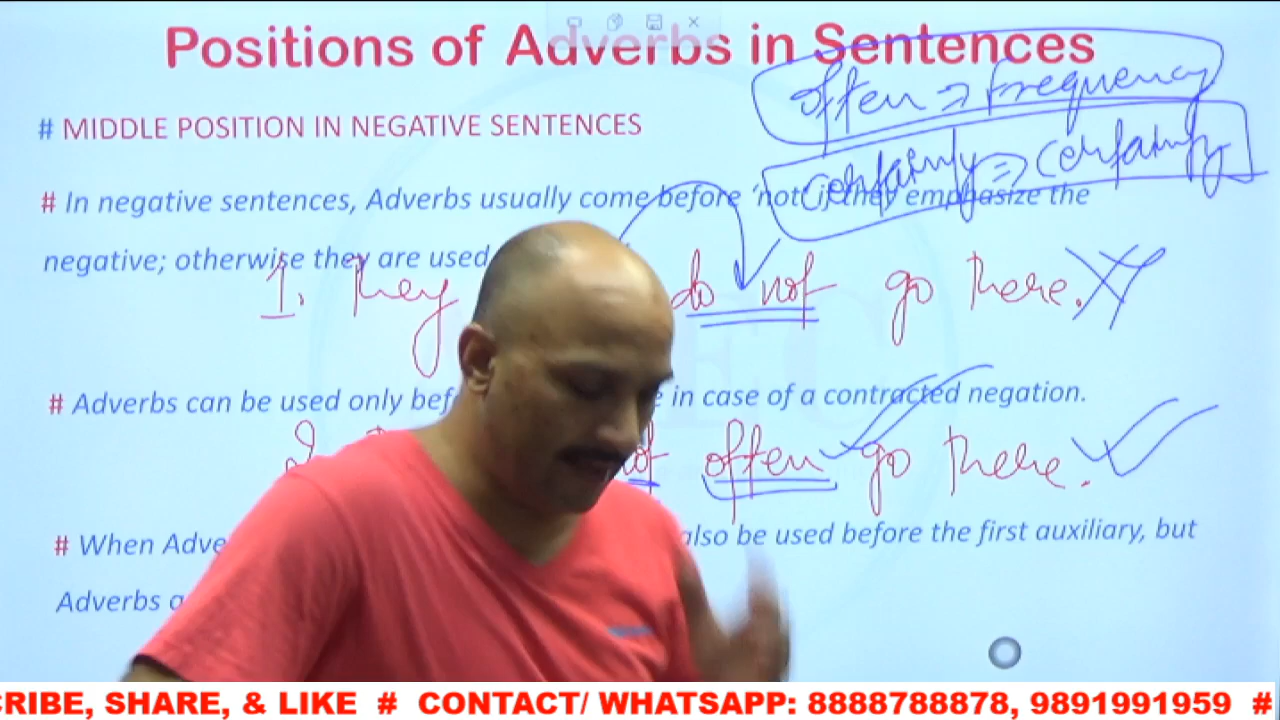 Positions of Adverbs in Sentences
often ⇒ frequency
# MIDDLE POSITION IN NEGATIVE SENTENCES
certainly ⇒ certainty
# In negative sentences, Adverbs usually come before 'not' if they emphasize the
negative; otherwise they are used
1. They do not go there.
# Adverbs can be used only in case of a contracted negation.
2 often go there.
# When also be used before the first auxiliary, but
Adverbs
SHARE, & LIKE # CONTACT/ WHATSAPP: 8888788878, 9891991959 #